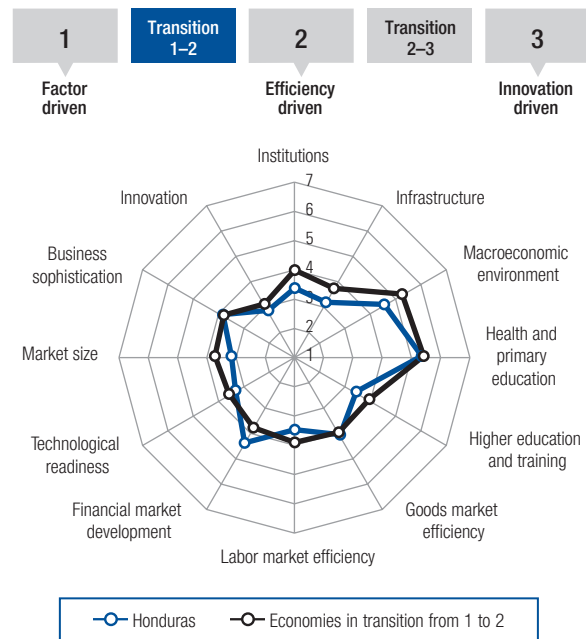 1
Transition
1–2
2
Transition
2–3
3
Factor
driven
Efficiency
driven
Innovation
driven
Institutions
7
Innovation
Infrastructure
6
5
Business
sophistication
Macroeconomic
environment
4
3
Market size
2
1
Health and
primary
education
Technological
readiness
Higher education
and training
Financial market
development
Goods market
efficiency
Labor market efficiency
Honduras
Economies in transition from 1 to 2